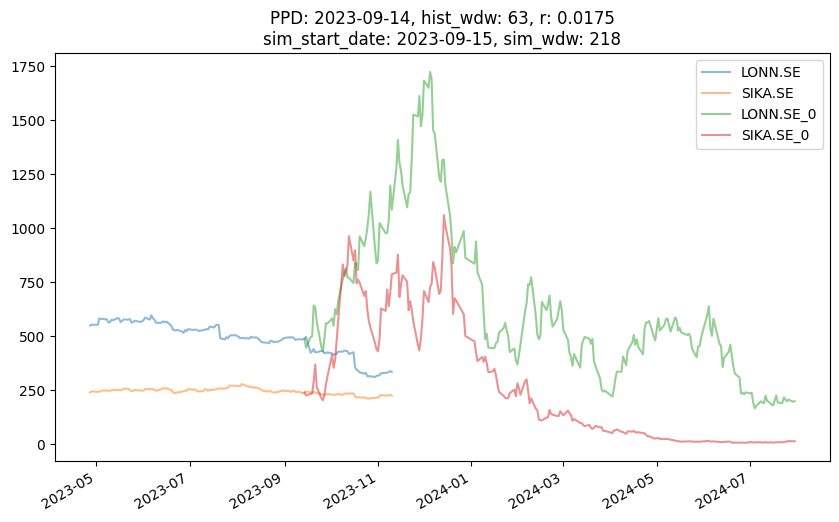 PPD: 2023-09-14, hist_wdw: 63, r: 0.0175
sim_start_date: 2023-09-15, sim_wdw: 218
1750
1500
1250
1000
750
500
250
0
LONN.SE
SIKA.SE
LONN.SE_0
SIKA.SE_0
2023-05
2023-07
2023-09
2023-11
2024-01
2024-03
2024-05
2024-07